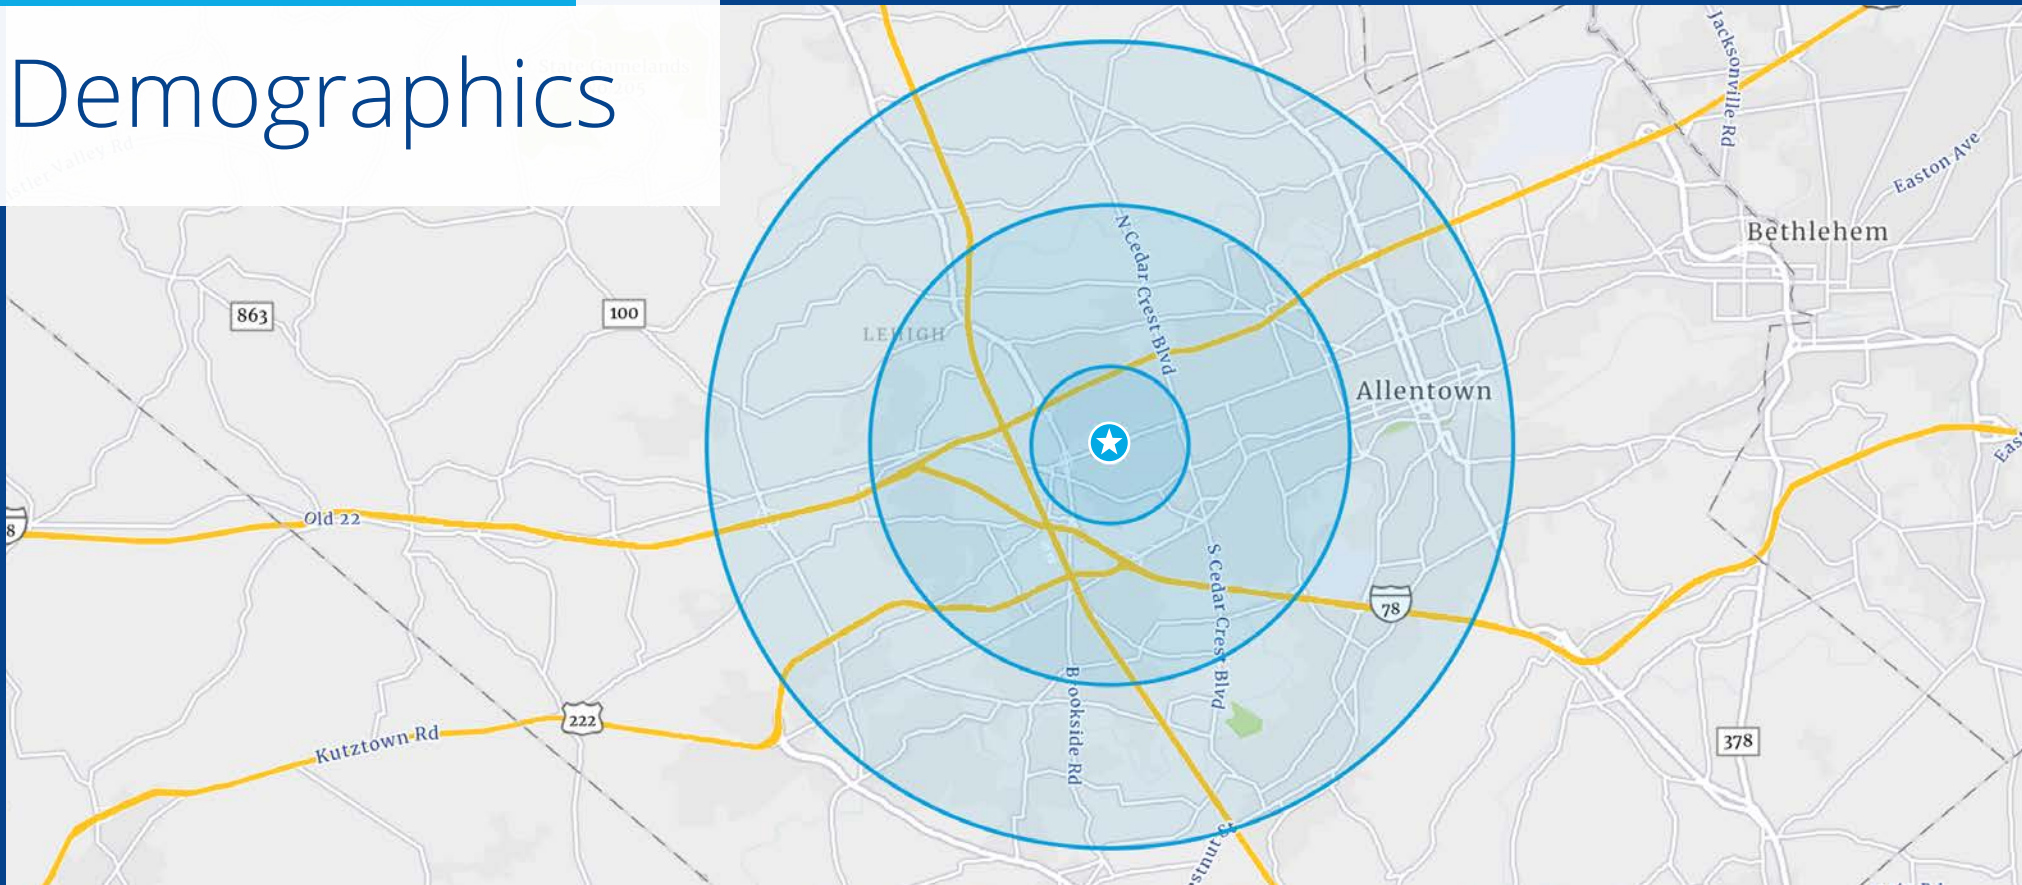 Demographics
Jacksonville Rd
Easton Ave
Bethlehem
N Cedar Crest Blvd
863
100
LEHIGH
Allentown
Old 22
8
78
S Cedar Crest Blvd
Brookside Rd
222
Kutztown Rd
378